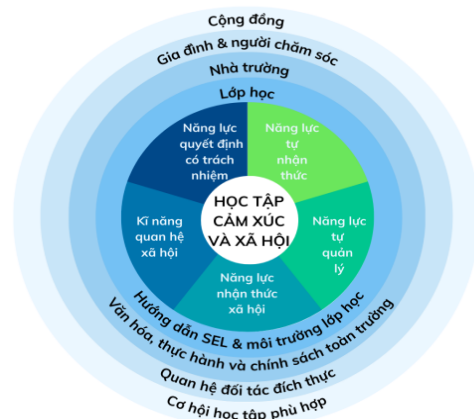 Cộng đồng
Gia đình & người chăm sóc
Nhà trường
Lớp học
Năng lực
quyết định
có trách
nhiệm
Năng lực
tự
nhận
thức
HỌC TẬP
CẢM XÚC
VÀ XÃ HỘI
Kĩ năng
quan hệ
xã hội
Năng lực
tự
quản
lý
Năng lực
nhận thức
xã hội
Hướng dẫn SEL & môi trường lớp học
Văn hóa, thực hành và chính sách toàn trường
Quan hệ đối tác đích thực
Cơ hội học tập phù hợp